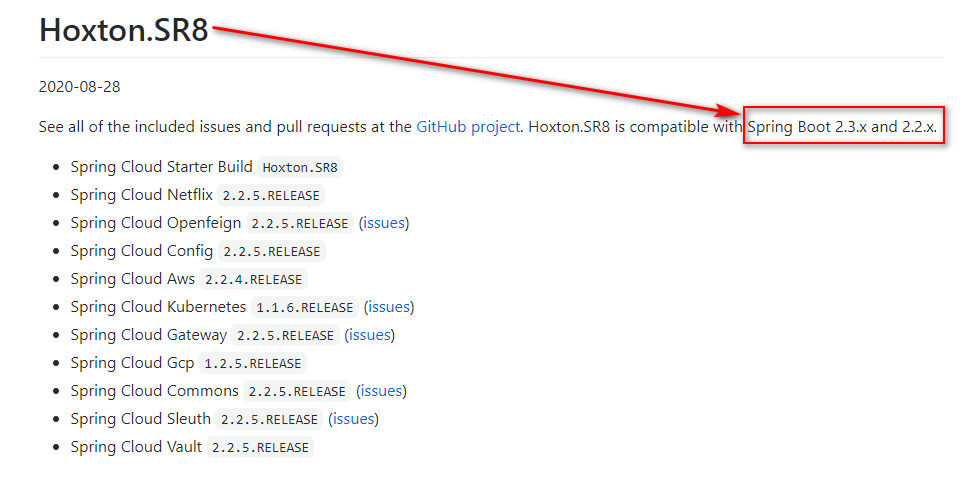 Hoxton.SR8
2020-08-28
See all of the included issues and pull requests at the GitHub project. Hoxton.SR8 is compatible with Spring Boot 2.3.x and 2.2.x.
Spring Cloud Starter Build Hoxton.SR8
Spring Cloud Netflix 2.2.5.RELEASE
Spring Cloud Openfeign 2.2.5.RELEASE (issues)
Spring Cloud Config 2.2.5.RELEASE
Spring Cloud Aws 2.2.4.RELEASE
Spring Cloud Kubernetes 1.1.6.RELEASE (issues)
Spring Cloud Gateway 2.2.5.RELEASE (issues)
Spring Cloud Gcp 1.2.5.RELEASE
Spring Cloud Commons 2.2.5.RELEASE (issues)
Spring Cloud Sleuth 2.2.5.RELEASE (issues)
Spring Cloud Vault 2.2.5.RELEASE